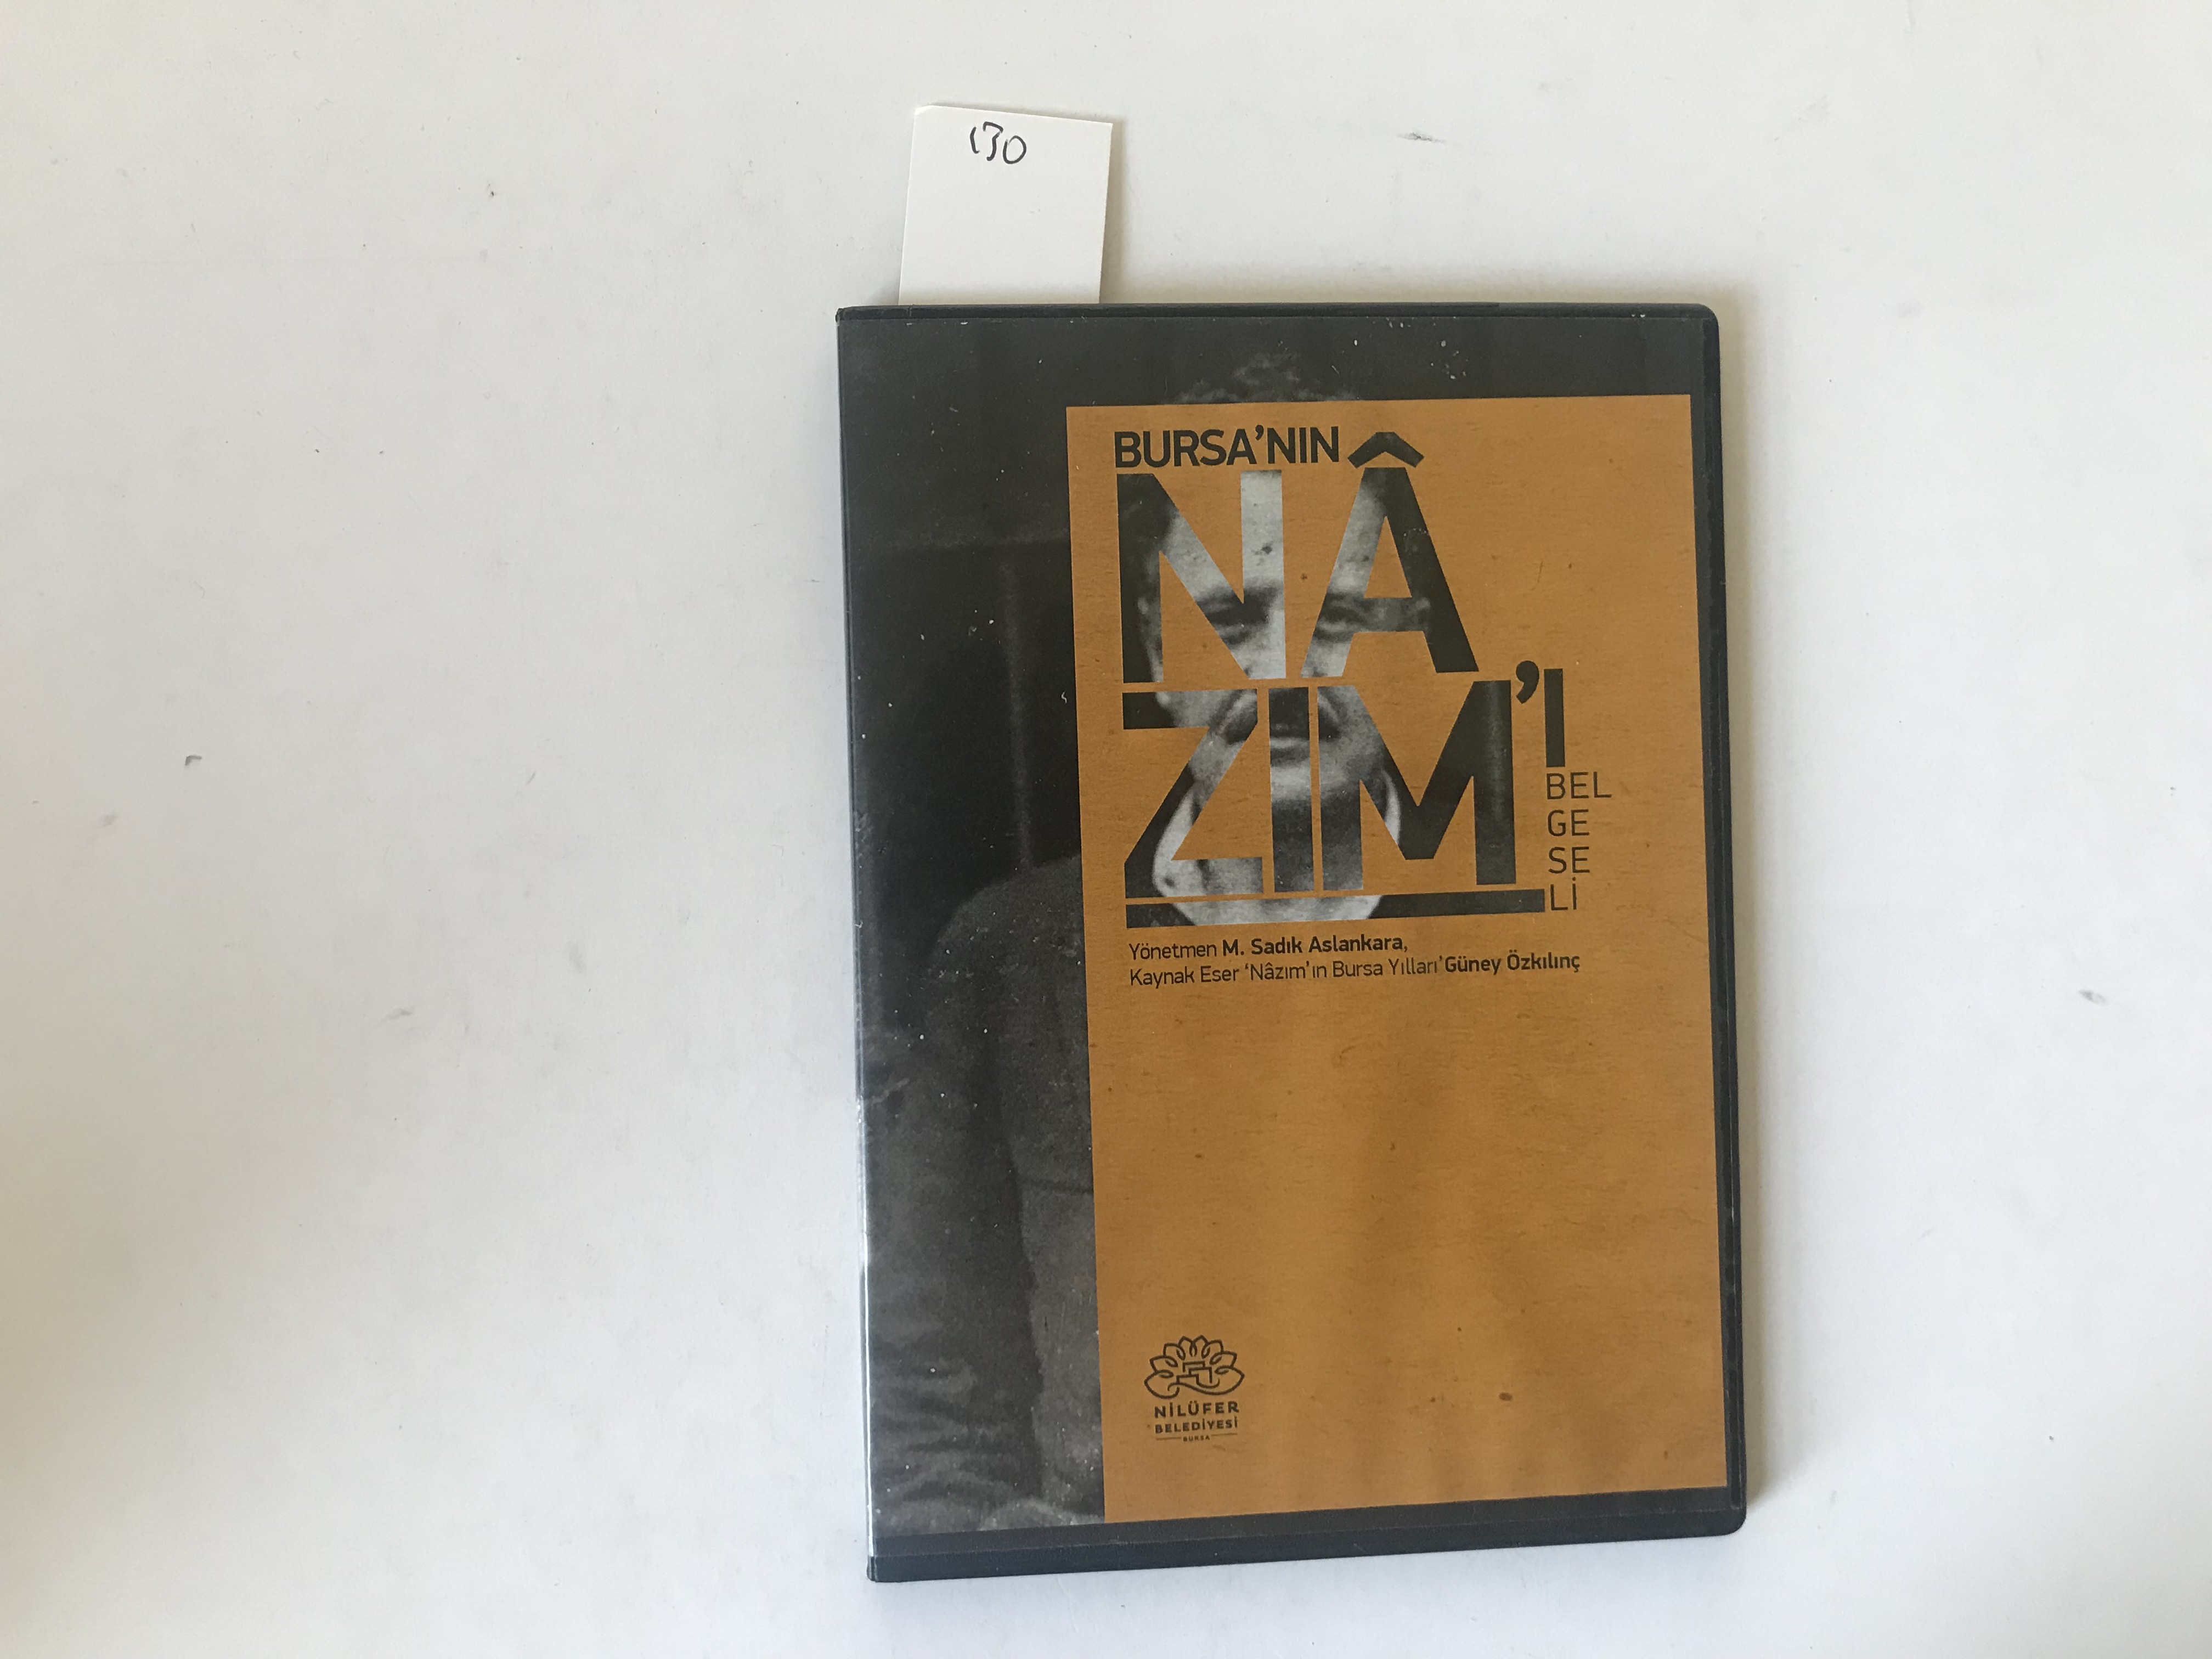 130
BURSA'NIN
NÂ
ZIM'I
BEL
GE
SE
Lİ
Yönetmen M. Sadık Aslankara,
Kaynak Eser 'Nâzım'ın Bursa Yılları' Güney Özkılınç
NİLÜFER
BELEDİYESİ
BURSA